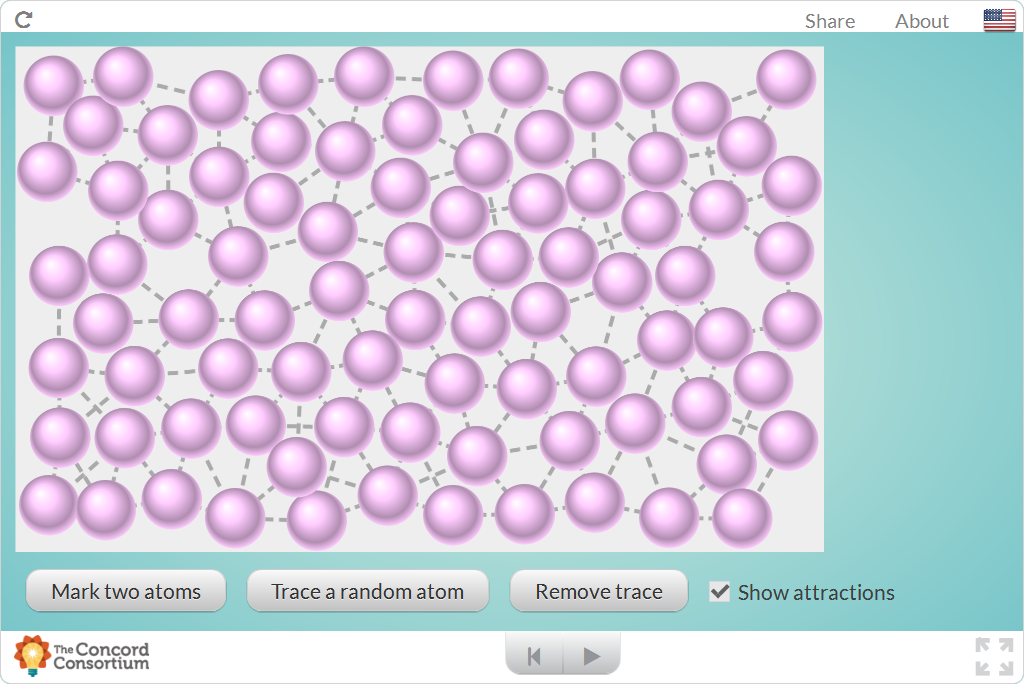 Share About
Mark two atoms Trace a random atom Remove trace Show attractions
The Concord
Consortium